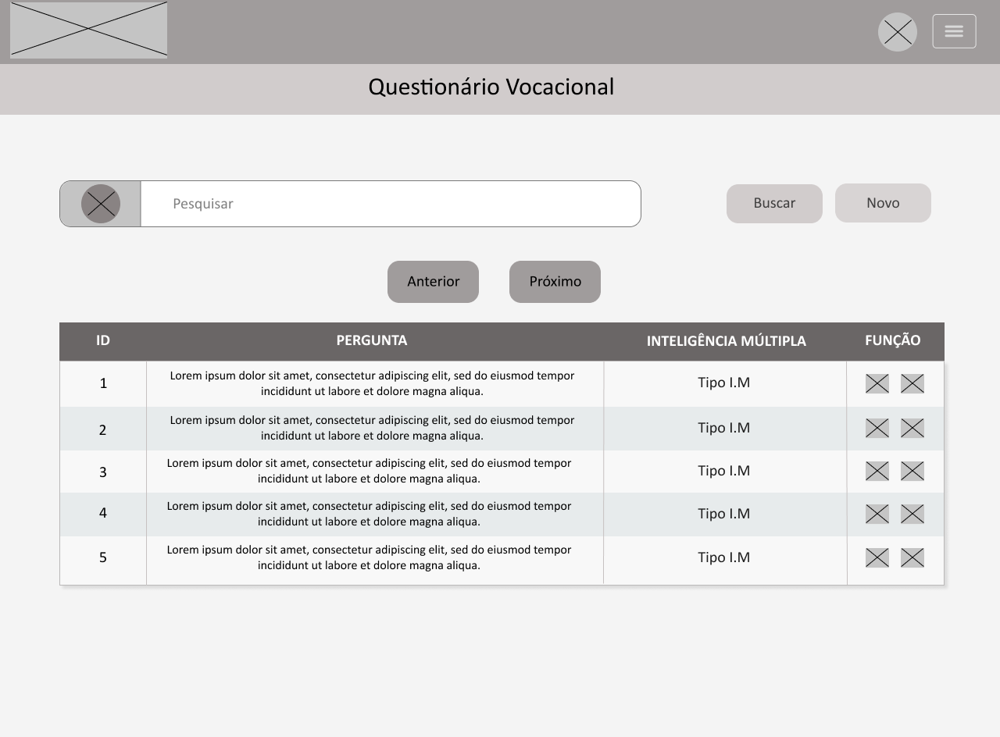 Questionário Vocacional
Pesquisar
Buscar
Novo
Anterior
Próximo
ID
PERGUNTA
INTELIGÊNCIA MÚLTIPLA
FUNÇÃO
1
Lorem ipsum dolor sit amet, consectetur adipiscing elit, sed do eiusmod tempor
incididunt ut labore et dolore magna aliqua.
Tipo I.M
2
Lorem ipsum dolor sit amet, consectetur adipiscing elit, sed do eiusmod tempor
incididunt ut labore et dolore magna aliqua.
Tipo I.M
3
Lorem ipsum dolor sit amet, consectetur adipiscing elit, sed do eiusmod tempor
incididunt ut labore et dolore magna aliqua.
Tipo I.M
4
Lorem ipsum dolor sit amet, consectetur adipiscing elit, sed do eiusmod tempor
incididunt ut labore et dolore magna aliqua.
Tipo I.M
5
Lorem ipsum dolor sit amet, consectetur adipiscing elit, sed do eiusmod tempor
incididunt ut labore et dolore magna aliqua.
Tipo I.M